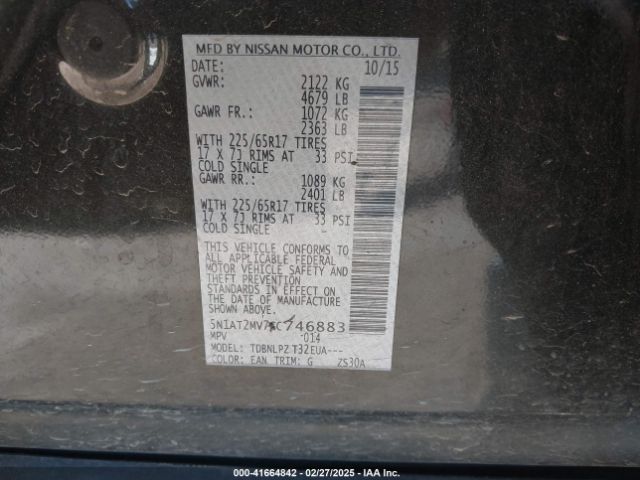 MFD BY NISSAN MOTOR CO., LTD.
DATE: 10/15
GVWR: 2122 KG
4679 LB
GAWR FR.: 1072 KG
2363 LB
WITH 225/65R17 TIRES
17 X 7J RIMS AT 33 PSI
COLD SINGLE
GAWR RR.: 1089 KG
2401 LB
WITH 225/65R17 TIRES
17 X 7J RIMS AT 33 PSI
COLD SINGLE -
THIS VEHICLE CONFORMS TO
ALL APPLICABLE FEDERAL
MOTOR VEHICLE SAFETY AND
THEFT PREVENTION
STANDARDS IN EFFECT ON
THE DATE OF MANUFACTURE
SHOWN ABOVE.
MPV -014
MODEL: TDBNLPZ T32EUA---
COLOR: EAN TRIM: G ZS30A
000-41664842 / 02/27/2025 - IAA Inc.